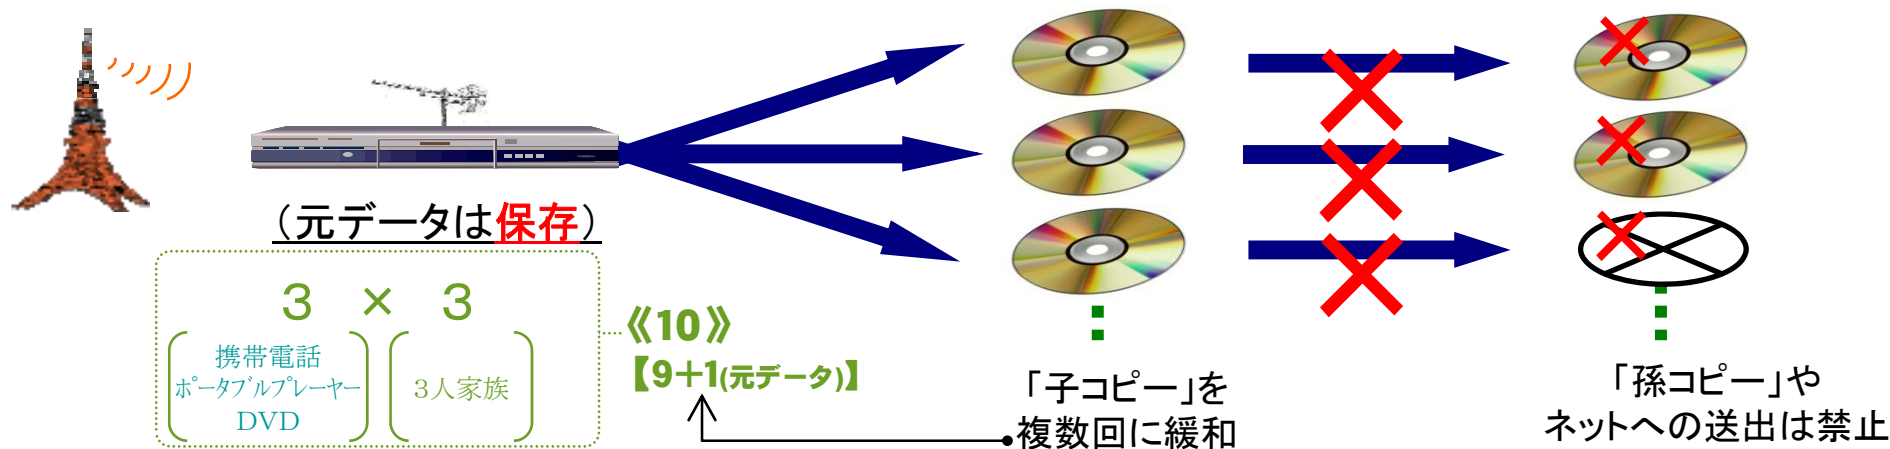 （元データは保存）
３ × ３
携帯電話
ポータブルプレーヤー
DVD
３人家族
《10》
【9＋1(元データ)】
「子コピー」を
複数回に緩和
「孫コピー」や
ネットへの送出は禁止